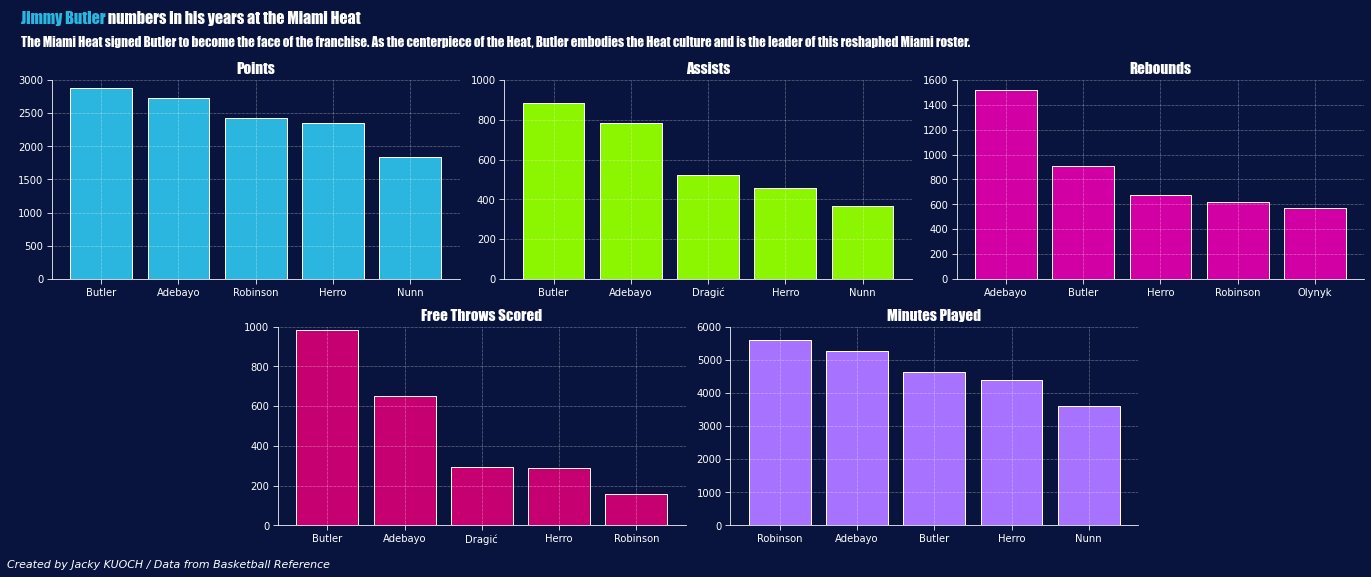 Jimmy Butler numbers in his years at the Miami Heat
The Miami Heat signed Butler to become the face of the franchise. As the centerpiece of the Heat, Butler embodies the Heat culture and is the leader of this reshaphed Miami roster.
Points
3000
2500
2000
1500
1000
500
0
Butler Adebayo Robinson Herro Nunn
Assists
1000
800
600
400
200
0
Butler Adebayo Dragić Herro Nunn
Rebounds
1600
1400
1200
1000
800
600
400
200
0
Adebayo Butler Herro Robinson Olynyk
Free Throws Scored
1000
800
600
400
200
0
Butler Adebayo Dragić Herro Robinson
Minutes Played
6000
5000
4000
3000
2000
1000
0
Robinson Adebayo Butler Herro Nunn
Created by Jacky KUOCH / Data from Basketball Reference